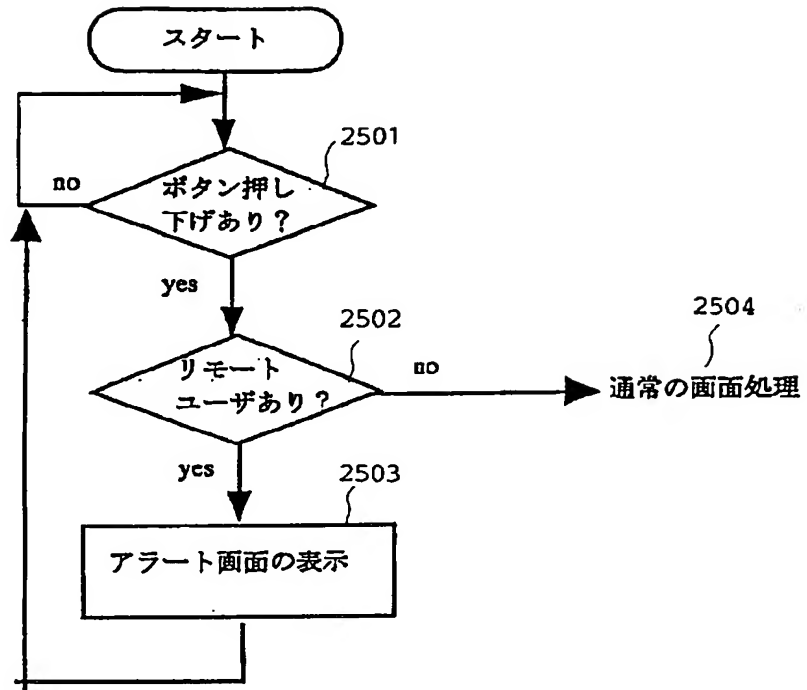 スタート
2501
no
ボタン押し
下げあり？
yes
2502
リモート
ユーザあり？
no
2504
通常の画面処理
yes
2503
アラート画面の表示